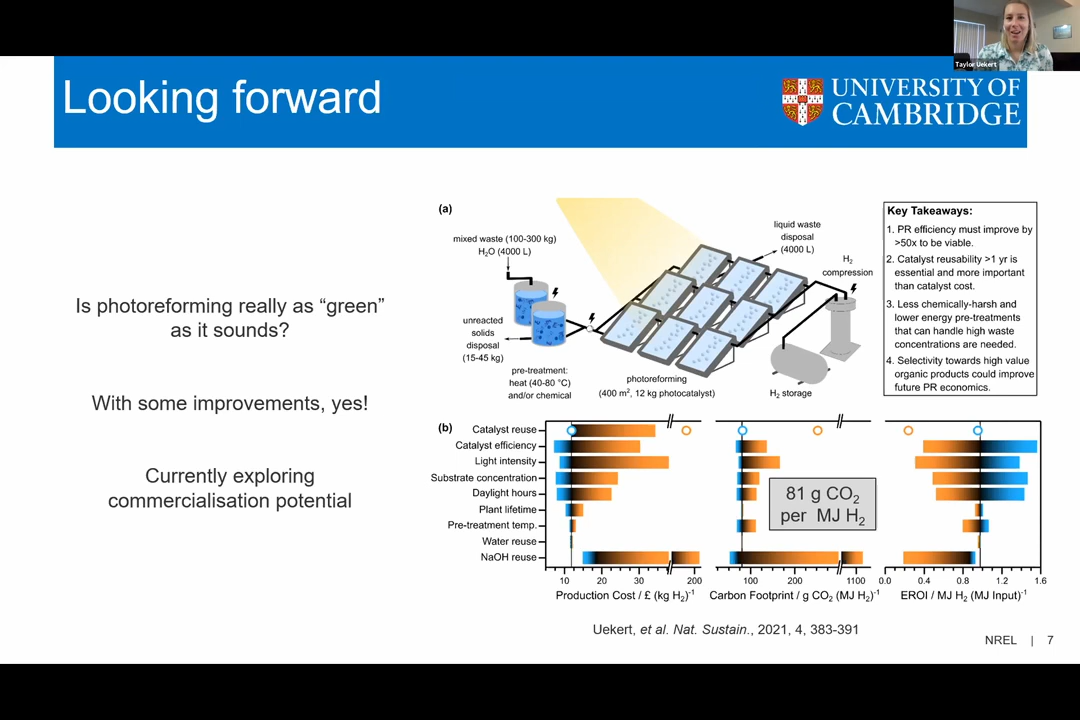 Taylor Uekert
Looking forward
UNIVERSITY OF
CAMBRIDGE
Is photoreforming really as “green”
as it sounds?
With some improvements, yes!
Currently exploring
commercialisation potential
(a)
mixed waste (100-300 kg)
H₂O (4000 L)
unreacted
solids
disposal
(15-45 kg)
pre-treatment:
heat (40-80 °C)
and/or chemical
photoreforming
(400 m², 12 kg photocatalyst)
liquid waste
disposal
(4000 L)
H₂
compression
H₂ storage
Key Takeaways:
1. PR efficiency must improve by
>50x to be viable.
2. Catalyst reusability >1 yr is
essential and more important
than catalyst cost.
3. Less chemically-harsh and
lower energy pre-treatments
that can handle high waste
concentrations are needed.
4. Selectivity towards high value
organic products could improve
future PR economics.
(b)
Catalyst reuse
Catalyst efficiency
Light intensity
Substrate concentration
Daylight hours
Plant lifetime
Pre-treatment temp.
Water reuse
NaOH reuse
10 20 30 200
Production Cost / £ (kg H₂)⁻¹
81 g CO₂
per MJ H₂
100 200 1100
Carbon Footprint / g CO₂ (MJ H₂)⁻¹
0.0 0.4 0.8 1.2 1.6
EROI / MJ H₂ (MJ Input)⁻¹
Uekert, et al. Nat. Sustain., 2021, 4, 383-391
NREL | 7